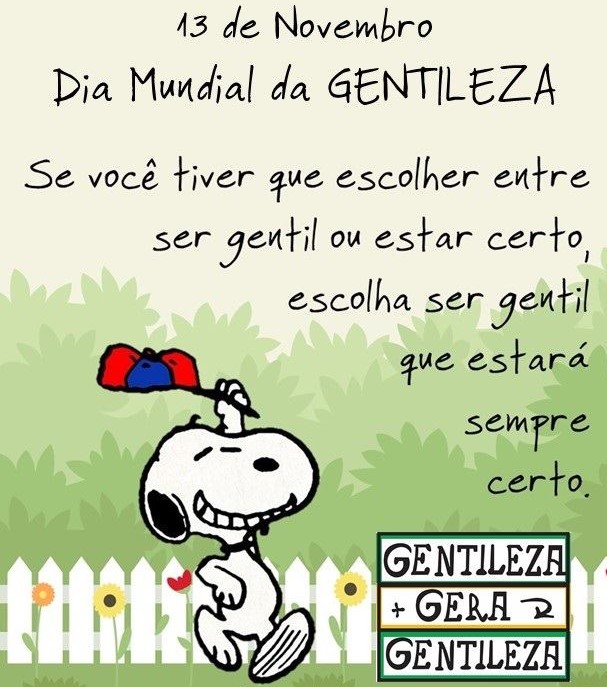 13 de Novembro
Dia Mundial da GENTILEZA
Se você tiver que escolher entre
ser gentil ou estar certo,
escolha ser gentil
que estará
sempre
certo.
GENTILEZA
+ GERA
GENTILEZA